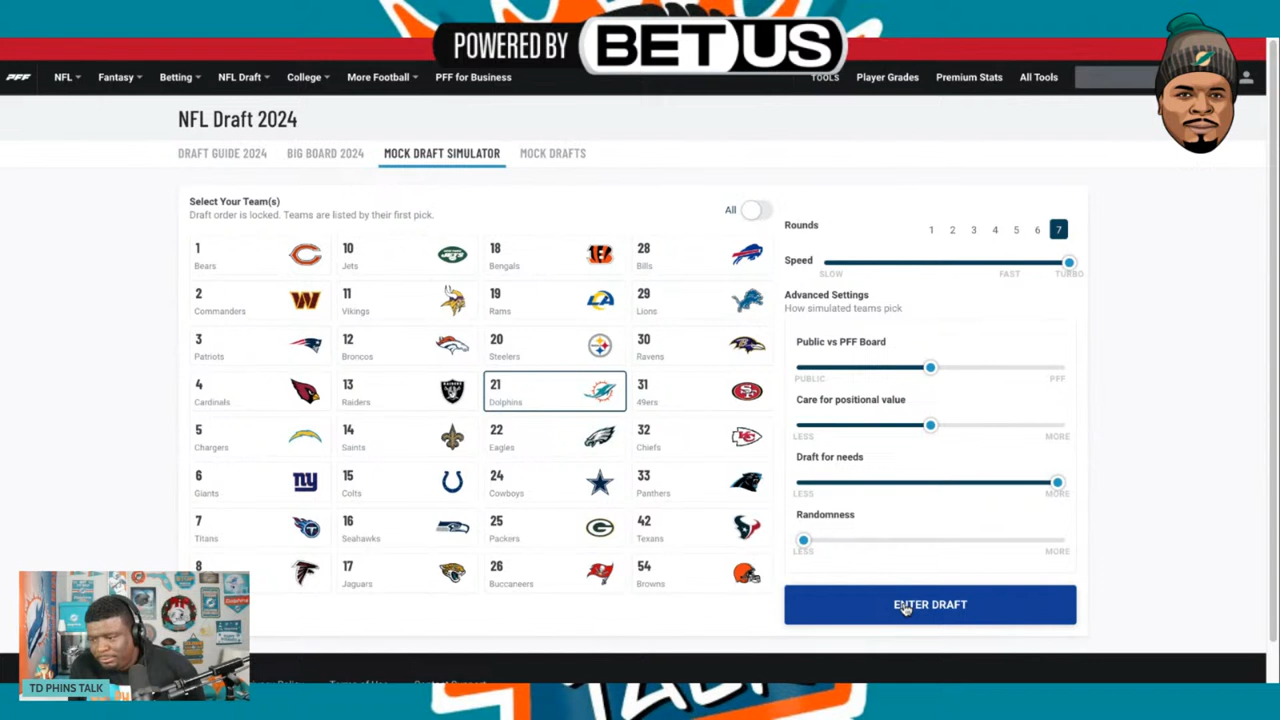 POWERED BY BETUS
PFF NFL Fantasy Betting NFL Draft College More Football PFF for Business TOOLS Player Grades Premium Stats All Tools
NFL Draft 2024
DRAFT GUIDE 2024 BIG BOARD 2024 MOCK DRAFT SIMULATOR MOCK DRAFTS
Select Your Team(s)
Draft order is locked. Teams are listed by their first pick.
All
1 Bears
10 Jets
18 Bengals
28 Bills
2 Commanders
11 Vikings
19 Rams
29 Lions
3 Patriots
12 Broncos
20 Steelers
30 Ravens
4 Cardinals
13 Raiders
21 Dolphins
31 49ers
5 Chargers
14 Saints
22 Eagles
32 Chiefs
6 Giants
15 Colts
24 Cowboys
33 Panthers
7 Titans
16 Seahawks
25 Packers
42 Texans
8
17 Jaguars
26 Buccaneers
54 Browns
Rounds 1 2 3 4 5 6 7
Speed
SLOW FAST TURBO
Advanced Settings
How simulated teams pick
Public vs PFF Board
PUBLIC PFF
Care for positional value
LESS MORE
Draft for needs
LESS MORE
Randomness
LESS MORE
ENTER DRAFT
TD PHINS TALK
TALK